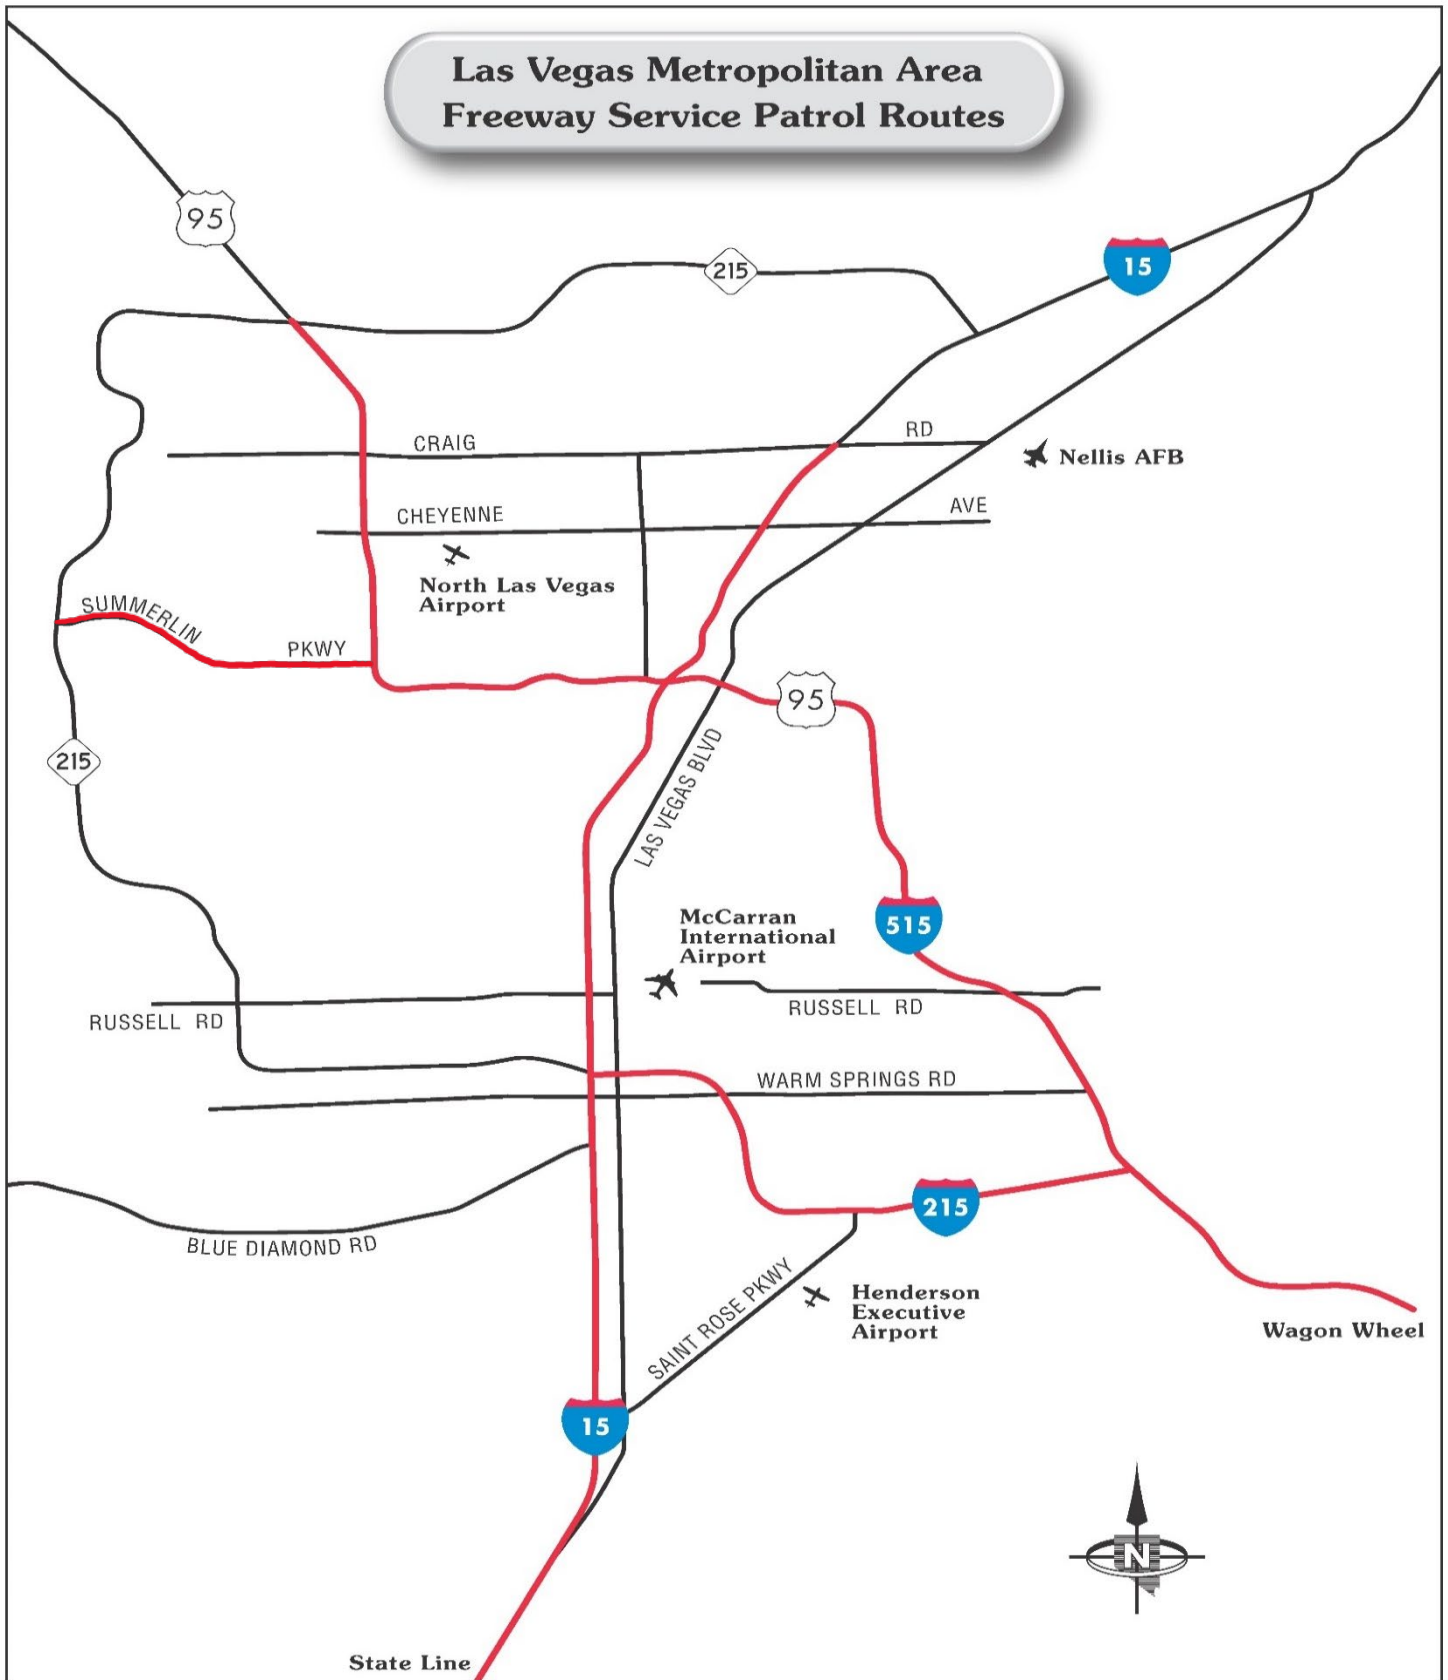 Las Vegas Metropolitan Area
Freeway Service Patrol Routes
95
215
15
CRAIG RD
Nellis AFB
CHEYENNE AVE
North Las Vegas
Airport
SUMMERLIN PKWY
95
215
LAS VEGAS BLVD
McCarran
International
Airport
515
RUSSELL RD
RUSSELL RD
WARM SPRINGS RD
215
BLUE DIAMOND RD
SAINT ROSE PKWY
Henderson
Executive
Airport
Wagon Wheel
15
N
State Line